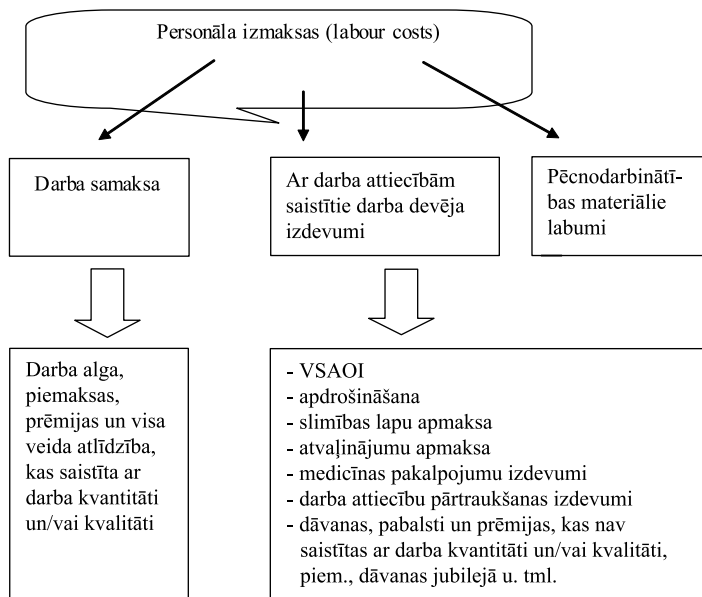 Personāla izmaksas (labour costs)
Darba samaksa
Ar darba attiecībām
saistītie darba devēja
izdevumi
Pēcnodarbinātī-
bas materiālie
labumi
Darba alga,
piemaksas,
prēmijas un visa
veida atlīdzība,
kas saistīta ar
darba kvantitāti
un/vai kvalitāti
- VSAOI
- apdrošināšana
- slimības lapu apmaksa
- atvaļinājumu apmaksa
- medicīnas pakalpojumu izdevumi
- darba attiecību pārtraukšanas izdevumi
- dāvanas, pabalsti un prēmijas, kas nav
saistītas ar darba kvantitāti un/vai kvalitāti,
piem., dāvanas jubilejā u. tml.